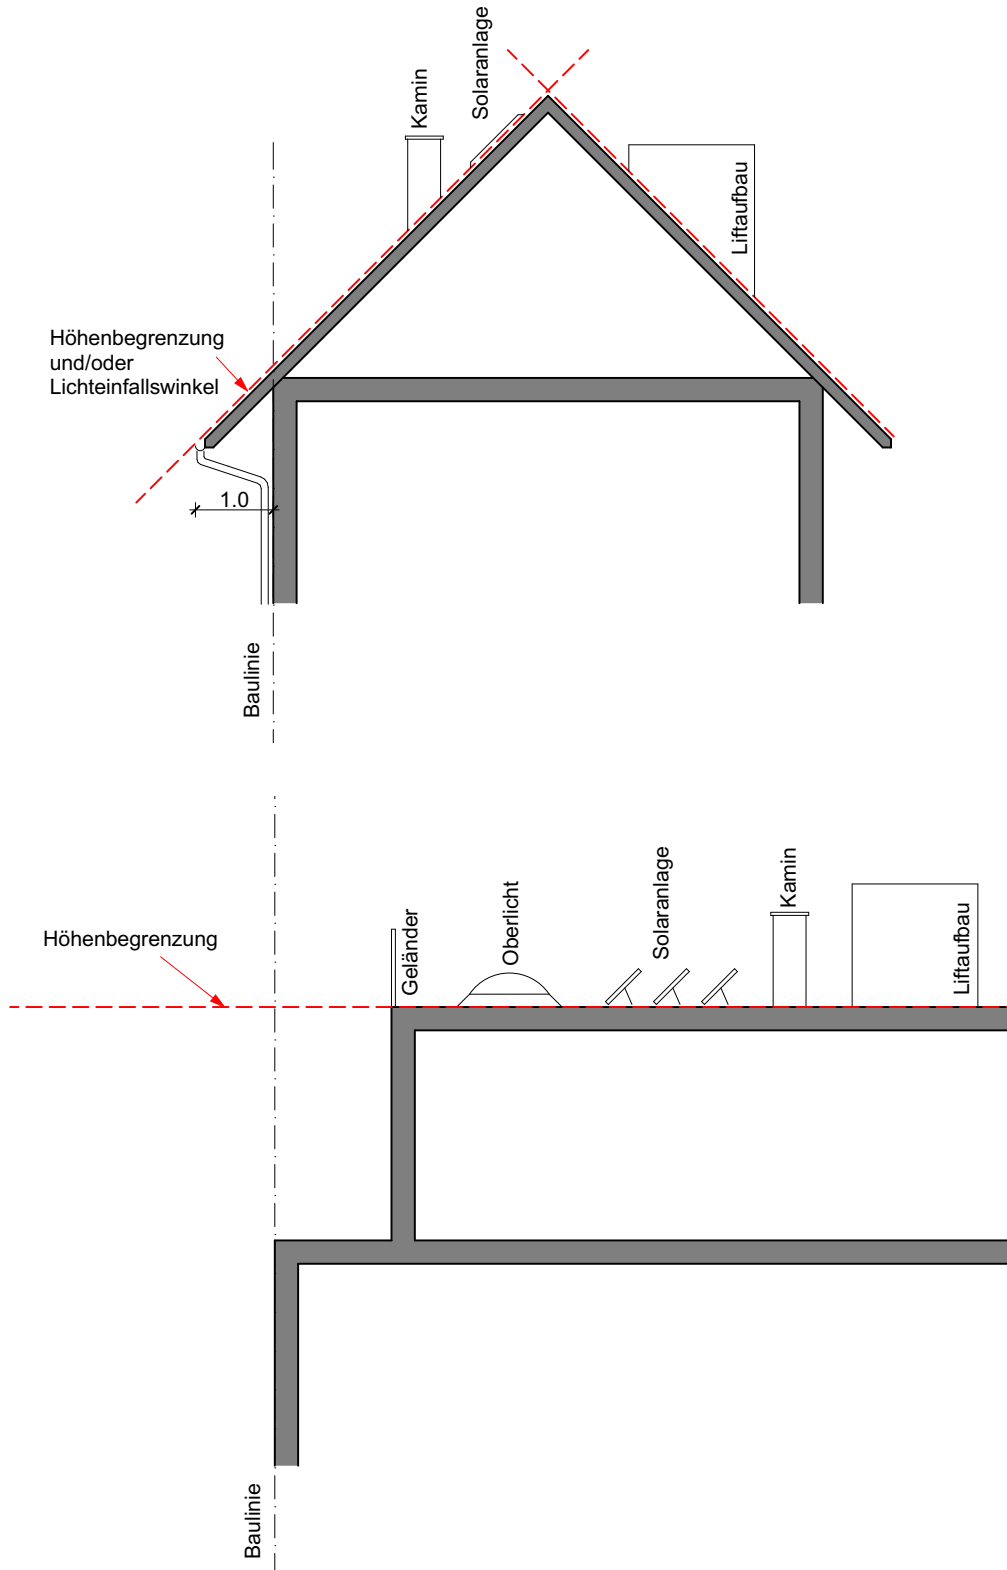 Solaranlage
Kamin
Liftaufbau
Höhenbegrenzung
und/oder
Lichteinfallswinkel
1.0
Baulinie
Höhenbegrenzung
Geländer
Oberlicht
Solaranlage
Kamin
Liftaufbau
Baulinie